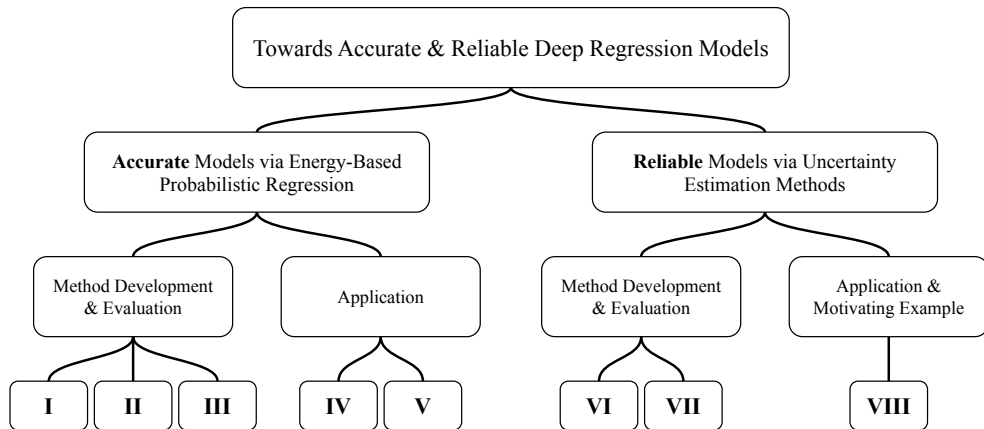 Towards Accurate & Reliable Deep Regression Models
Accurate Models via Energy-Based
Probabilistic Regression
Reliable Models via Uncertainty
Estimation Methods
Method Development
& Evaluation
Application
Method Development
& Evaluation
Application &
Motivating Example
I
II
III
IV
V
VI
VII
VIII